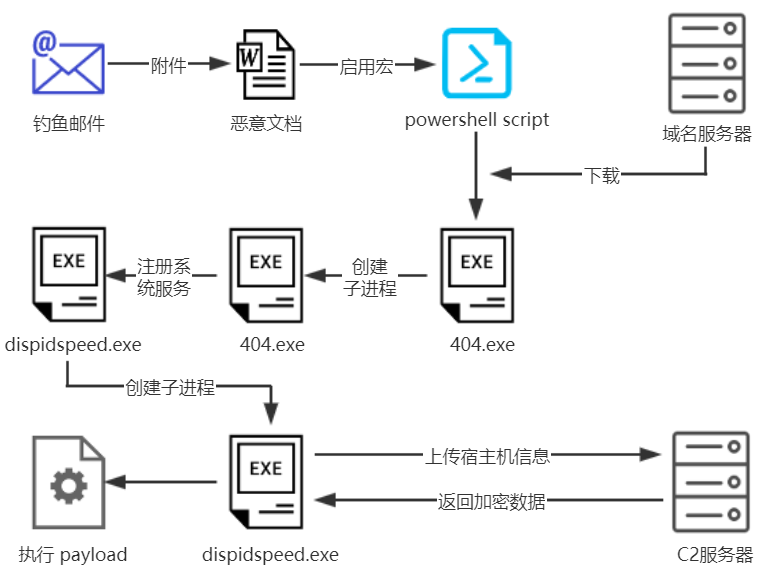 @
附件
W
启用宏
钓鱼邮件
恶意文档
powershell script
域名服务器
下载
EXE
注册系
统服务
EXE
创建
子进程
EXE
dispidspeed.exe
404.exe
404.exe
创建子进程
EXE
上传宿主机信息
返回加密数据
执行 payload
dispidspeed.exe
C2服务器